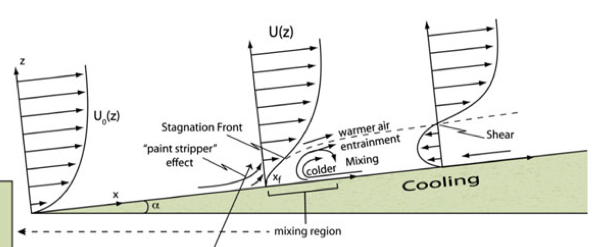 U(z)
z
U₀(z)
Stagnation Front
"paint stripper"
effect
warmer air
entrainment
Mixing
colder
Shear
x_f
Cooling
x
α
mixing region